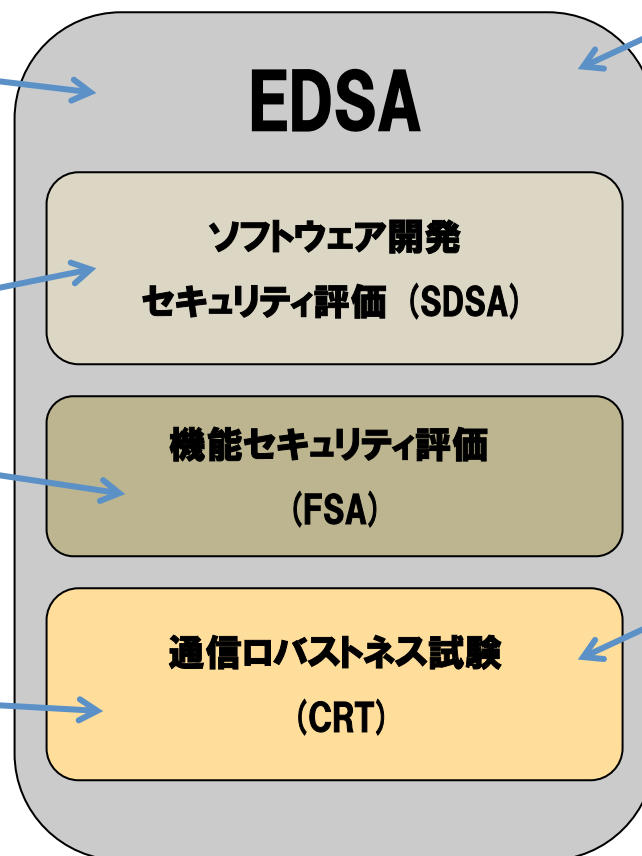 EDSA
ソフトウェア開発
セキュリティ評価 (SDSA)
機能セキュリティ評価
(FSA)
通信ロバストネス試験
(CRT)